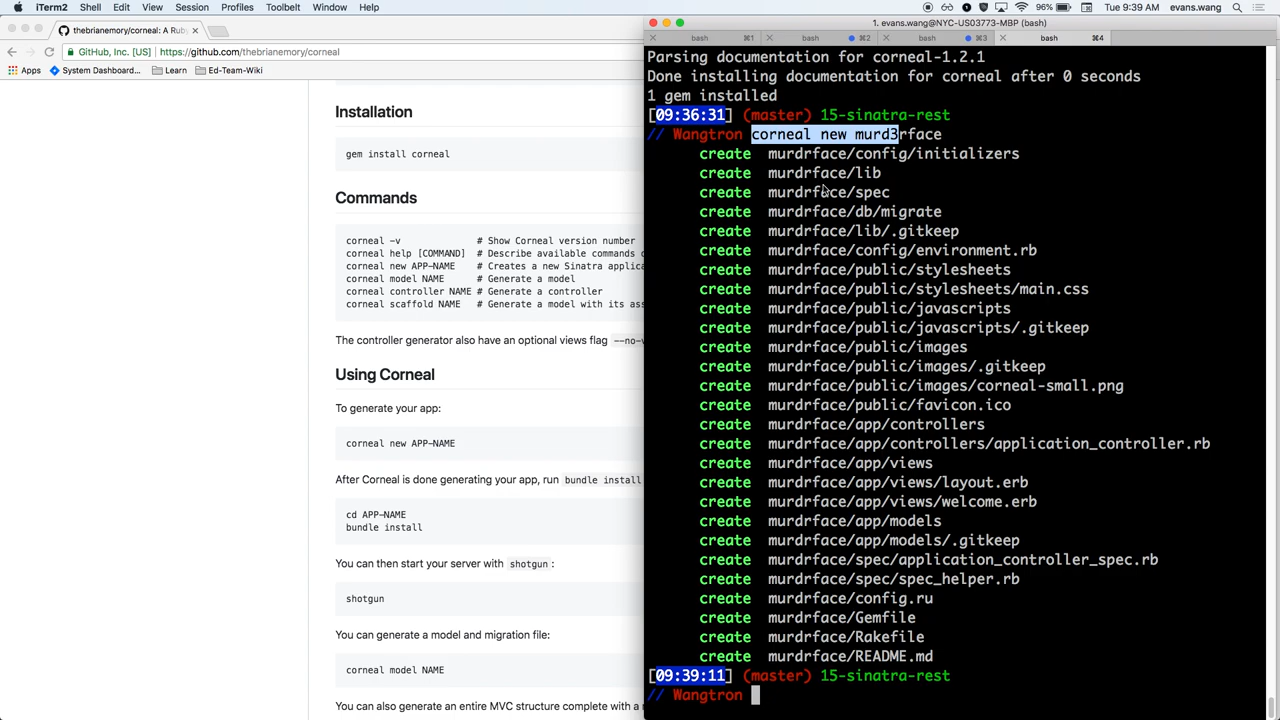 iTerm2 Shell Edit View Session Profiles Toolbelt Window Help 96% Tue 9:39 AM evans.wang
thebrianemory/corneal: A Ruby
GitHub, Inc. [US] | https://github.com/thebrianemory/corneal
Apps System Dashboard... Learn Ed-Team-Wiki
Installation
gem install corneal
Commands
corneal -v # Show Corneal version number
corneal help [COMMAND] # Describe available commands
corneal new APP-NAME # Creates a new Sinatra
corneal model NAME # Generate a model
corneal controller NAME # Generate a controller
corneal scaffold NAME # Generate a model with its
The controller generator also have an optional views flag
Using Corneal
To generate your app:
corneal new APP-NAME
After Corneal is done generating your app, run bundle install
cd APP-NAME
bundle install
You can then start your server with shotgun:
shotgun
You can generate a model and migration file:
corneal model NAME
You can also generate an entire MVC structure complete with a
1. evans.wang@NYC-US03773-MBP (bash)
bash ⌘1 bash ⌘2 bash ⌘3 bash ⌘4
Parsing documentation for corneal-1.2.1
Done installing documentation for corneal after 0 seconds
1 gem installed
[09:36:31] (master) 15-sinatra-rest
// Wangtron corneal new murd3rface
create murdrface/config/initializers
create murdrface/lib
create murdrface/spec
create murdrface/db/migrate
create murdrface/lib/.gitkeep
create murdrface/config/environment.rb
create murdrface/public/stylesheets
create murdrface/public/stylesheets/main.css
create murdrface/public/javascripts
create murdrface/public/javascripts/.gitkeep
create murdrface/public/images
create murdrface/public/images/.gitkeep
create murdrface/public/images/corneal-small.png
create murdrface/public/favicon.ico
create murdrface/app/controllers
create murdrface/app/controllers/application_controller.rb
create murdrface/app/views
create murdrface/app/views/layout.erb
create murdrface/app/views/welcome.erb
create murdrface/app/models
create murdrface/app/models/.gitkeep
create murdrface/spec/application_controller_spec.rb
create murdrface/spec/spec_helper.rb
create murdrface/config.ru
create murdrface/Gemfile
create murdrface/Rakefile
create murdrface/README.md
[09:39:11] (master) 15-sinatra-rest
// Wangtron